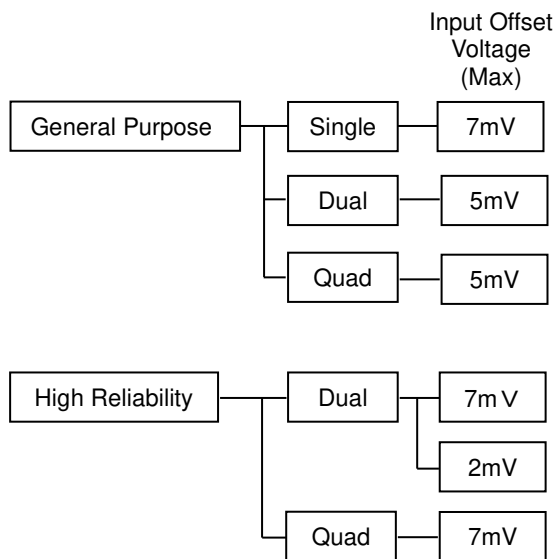 Input Offset
Voltage
(Max)
General Purpose
Single
7mV
Dual
5mV
Quad
5mV
High Reliability
Dual
7mV
2mV
Quad
7mV